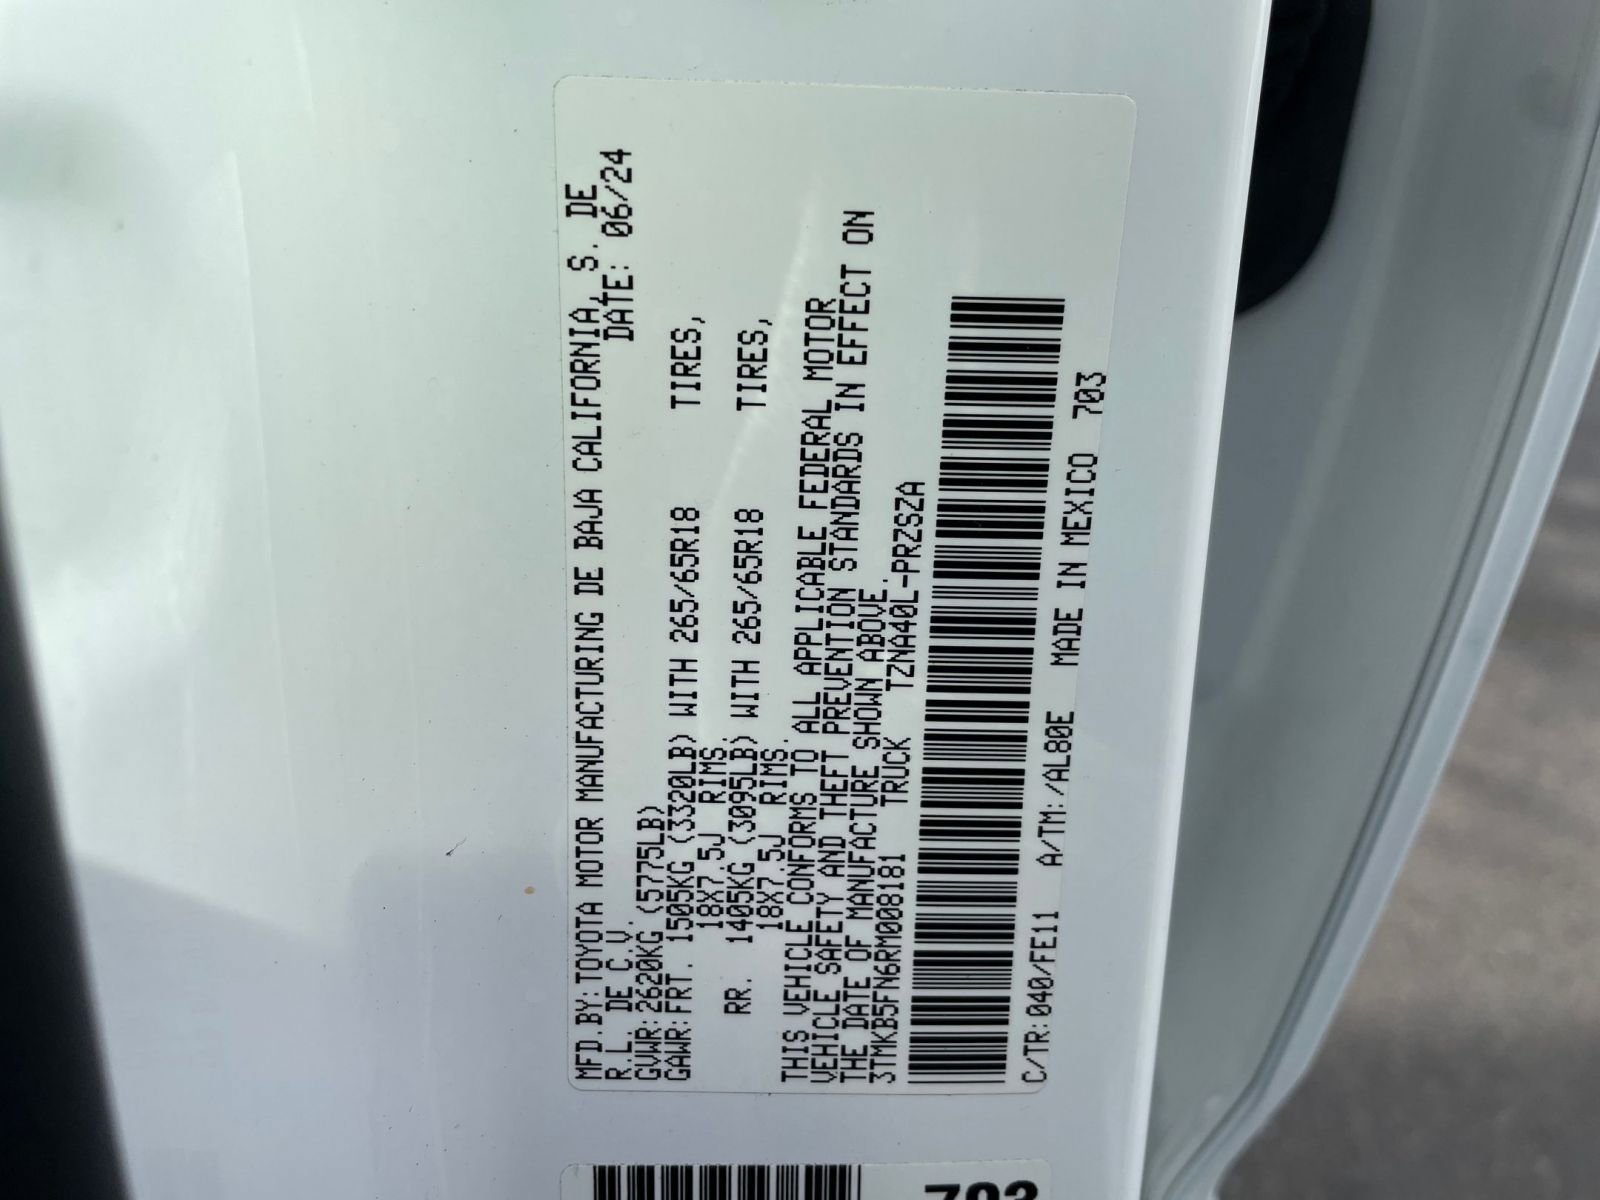 MFD.BY:TOYOTA MOTOR MANUFACTURING DE BAJA CALIFORNIA,S. DE
R.L. DE C.V. DATE: 06/24
GVWR:2620KG (5775LB)
GAWR:FRT. 1505KG (3320LB) WITH 265/65R18 TIRES,
18X7.5J RIMS.
RR. 1405KG (3095LB) WITH 265/65R18 TIRES,
18X7.5J RIMS.
THIS VEHICLE CONFORMS TO ALL APPLICABLE FEDERAL MOTOR
VEHICLE SAFETY AND THEFT PREVENTION STANDARDS IN EFFECT ON
THE DATE OF MANUFACTURE SHOWN ABOVE.
3TMKB5FN6RM008181 TRUCK TZNA40L-PRZSZA
C/TR:040/FE11 A/TM:/AL80E MADE IN MEXICO 703
703